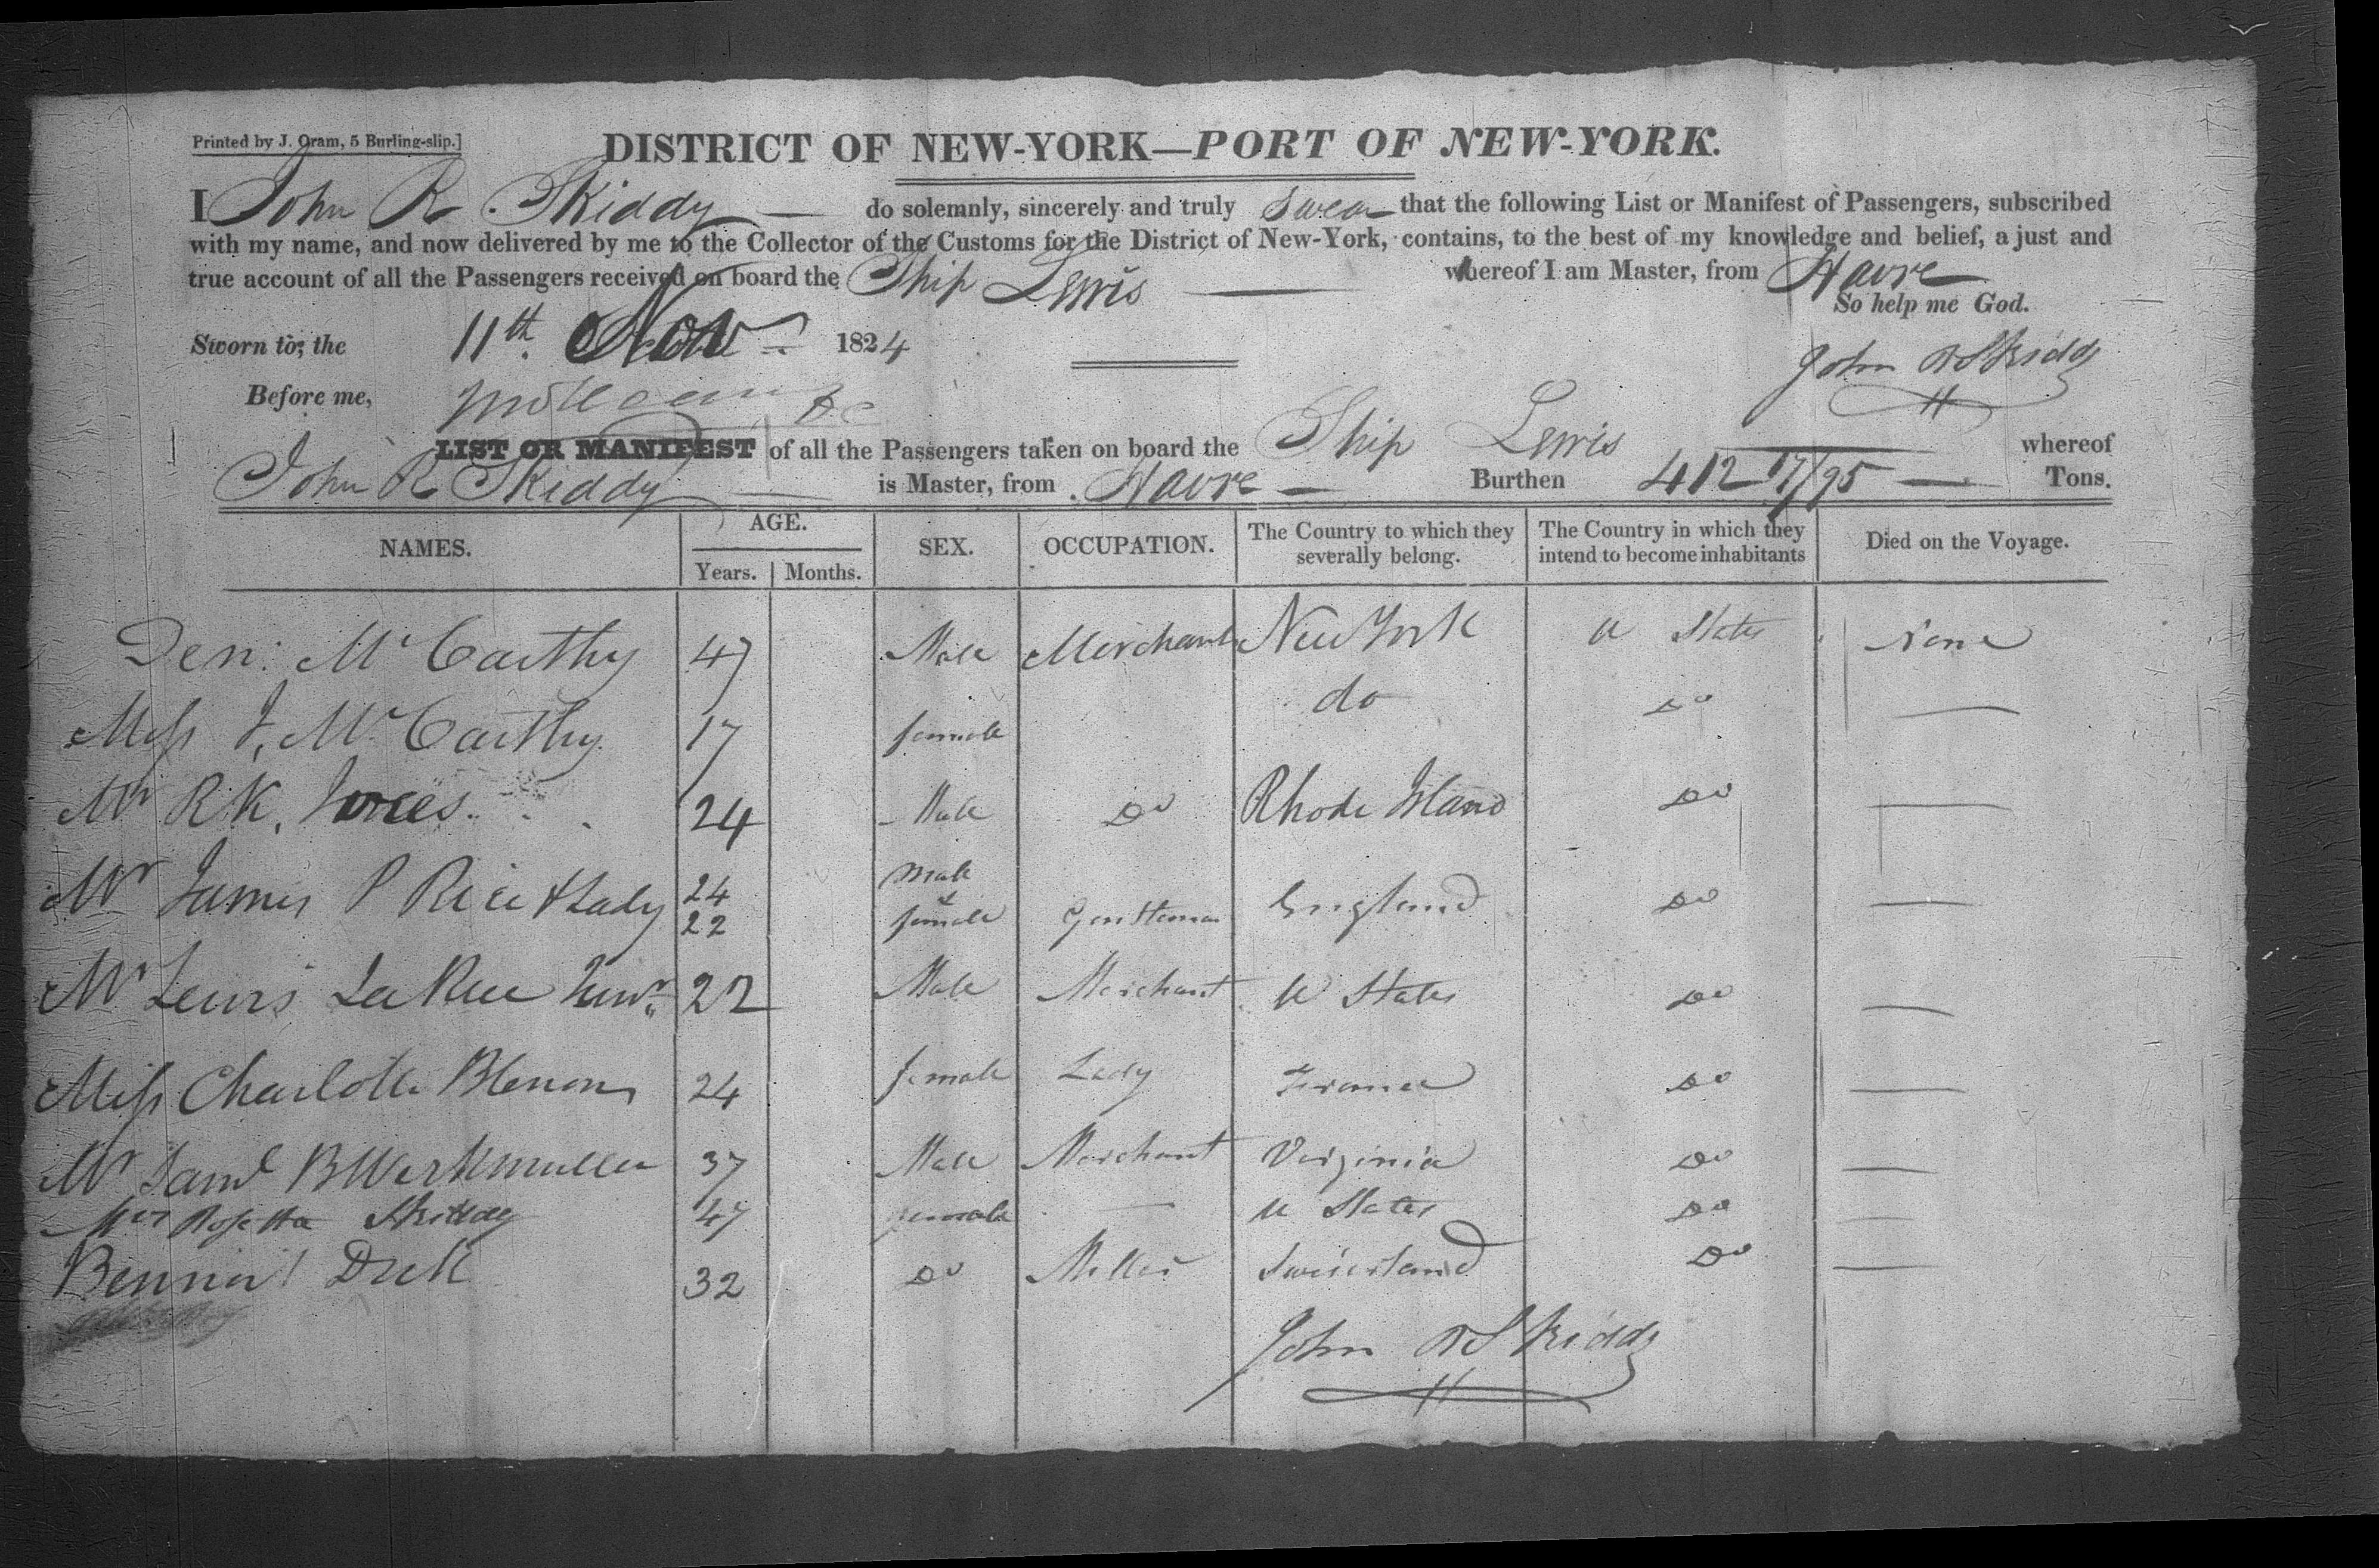 Printed by J. Oram, 5 Burling-slip.]
DISTRICT OF NEW-YORK—PORT OF NEW-YORK.
I John R Skiddy do solemnly, sincerely and truly swear that the following List or Manifest of Passengers, subscribed
with my name, and now delivered by me to the Collector of the Customs for the District of New-York, contains, to the best of my knowledge and belief, a just and
true account of all the Passengers received on board the Ship Lewis whereof I am Master, from Havre
So help me God.
Sworn to, the 11th Nov 1824
John R Skiddy
Before me,
LIST OR MANIFEST of all the Passengers taken on board the Ship Lewis whereof
John R Skiddy is Master, from Havre Burthen 412 17/95 Tons.
NAMES. AGE. Years. Months. SEX. OCCUPATION. The Country to which they severally belong. The Country in which they intend to become inhabitants Died on the Voyage.
Den: McCarthy 47 Male Merchant New York U States None
Miss J. McCarthy 17 female do do
Mr R K. Jones 24 Male Do Rhode Island Do
Mr James P Rice & Lady 24 22 Male & female Gentleman England Do
Mr Lewis La Rue Junr 22 Male Merchant U States Do
Miss Charlotte 24 female Lady France Do
Mr Saml B Werkmuller 37 Male Merchant Virginia Do
Mrs Rosetta Skiddy 47 female U States Do
32 Do Miller Do
John R Skiddy